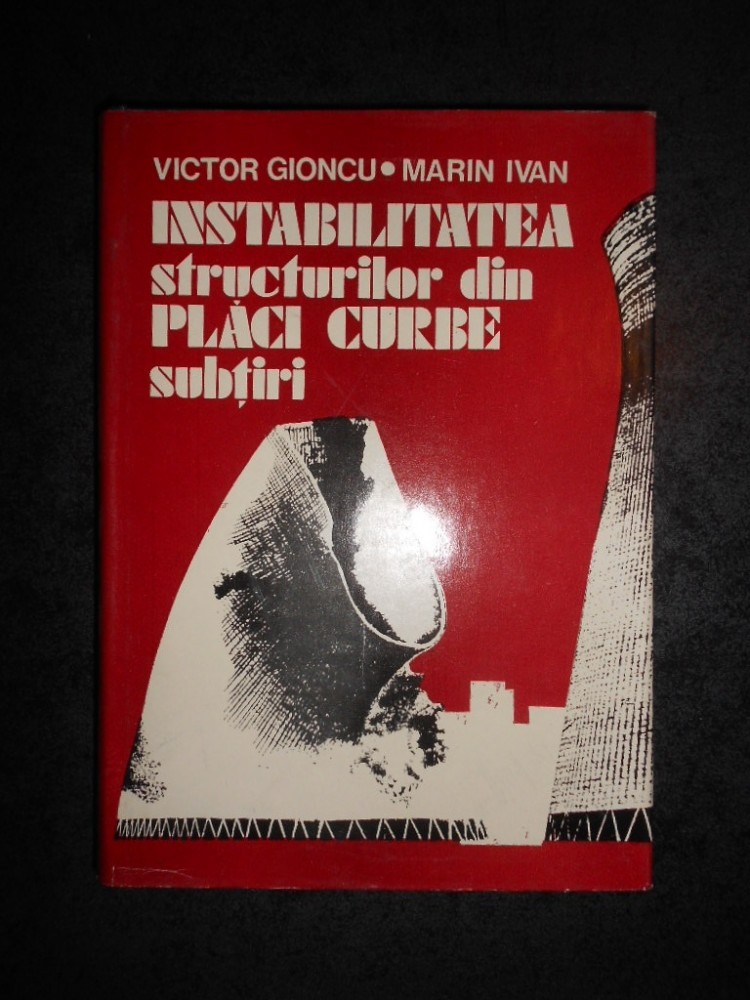 VICTOR GIONCU • MARIN IVAN
INSTABILITATEA
structurilor din
PLĂCI CURBE
subțiri